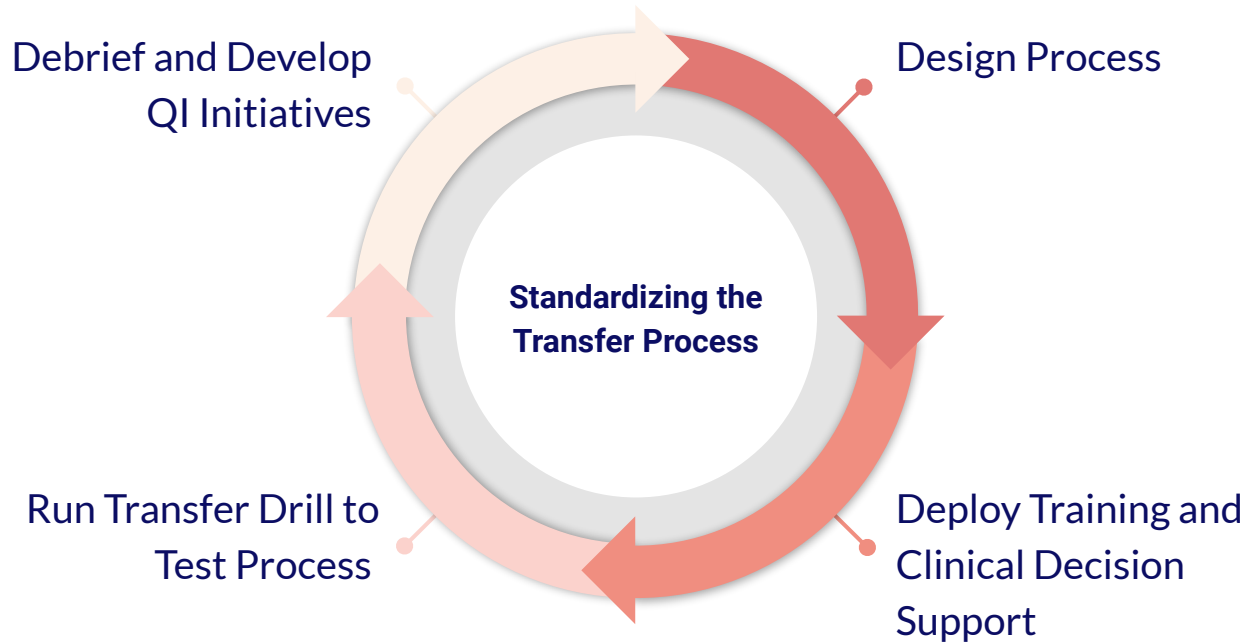 Debrief and Develop
QI Initiatives
Design Process
Standardizing the
Transfer Process
Run Transfer Drill to
Test Process
Deploy Training and
Clinical Decision
Support